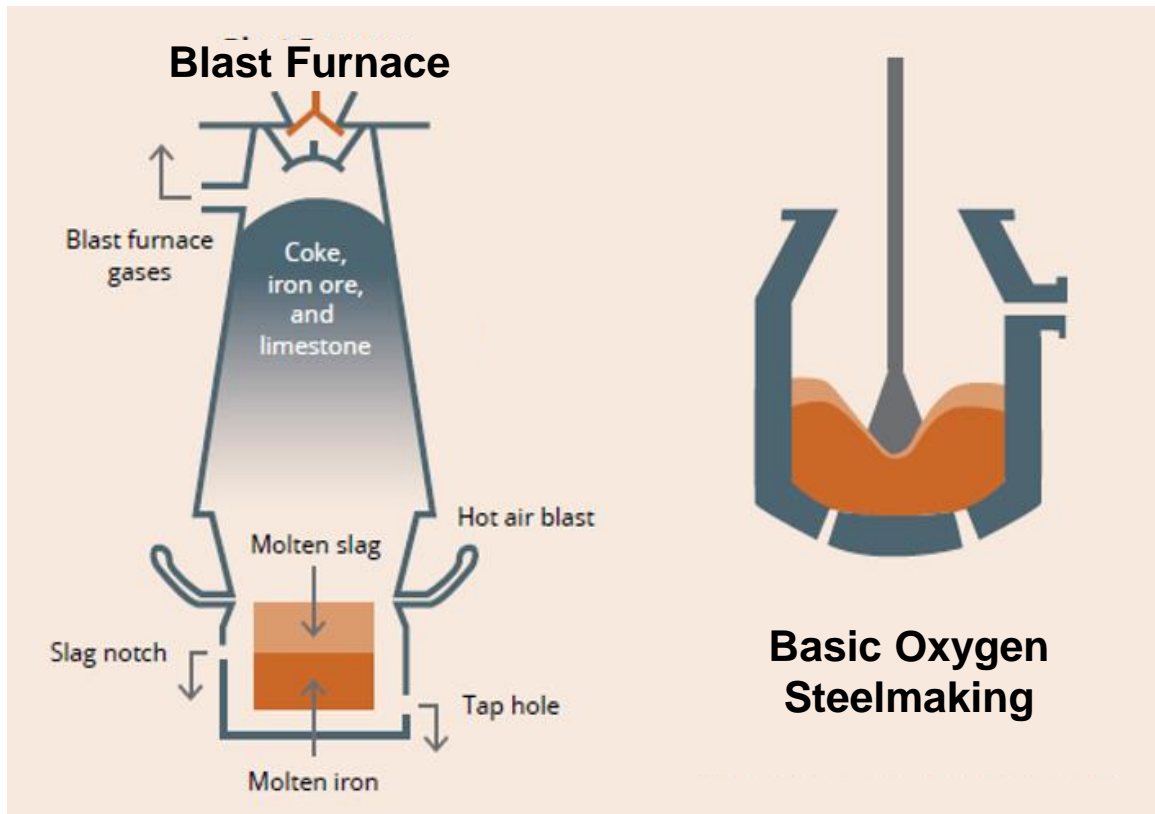 Blast Furnace
Blast furnace
gases
Coke,
iron ore,
and
limestone
Hot air blast
Molten slag
Slag notch
Tap hole
Molten iron
Basic Oxygen
Steelmaking